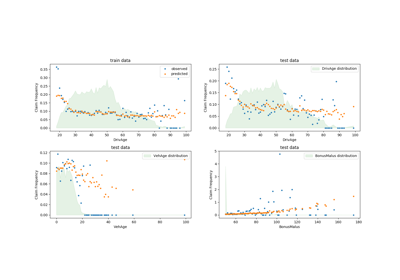 train data
observed
predicted
Claim Frequency
0.35
0.30
0.25
0.20
0.15
0.10
0.05
0.00
20 30 40 50 60 70 80 90 100
DrivAge
test data
DrivAge distribution
Claim Frequency
0.25
0.20
0.15
0.10
0.05
0.00
20 30 40 50 60 70 80 90 100
DrivAge
test data
VehAge distribution
Claim Frequency
0.12
0.10
0.08
0.06
0.04
0.02
0.00
0 20 40 60 80 100
VehAge
test data
BonusMalus distribution
Claim Frequency
5
4
3
2
1
0
60 80 100 120 140 160 180
BonusMalus